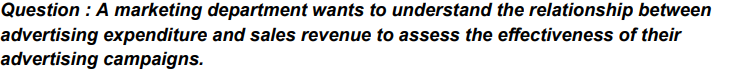 Question : A marketing department wants to understand the relationship between
advertising expenditure and sales revenue to assess the effectiveness of their
advertising campaigns.